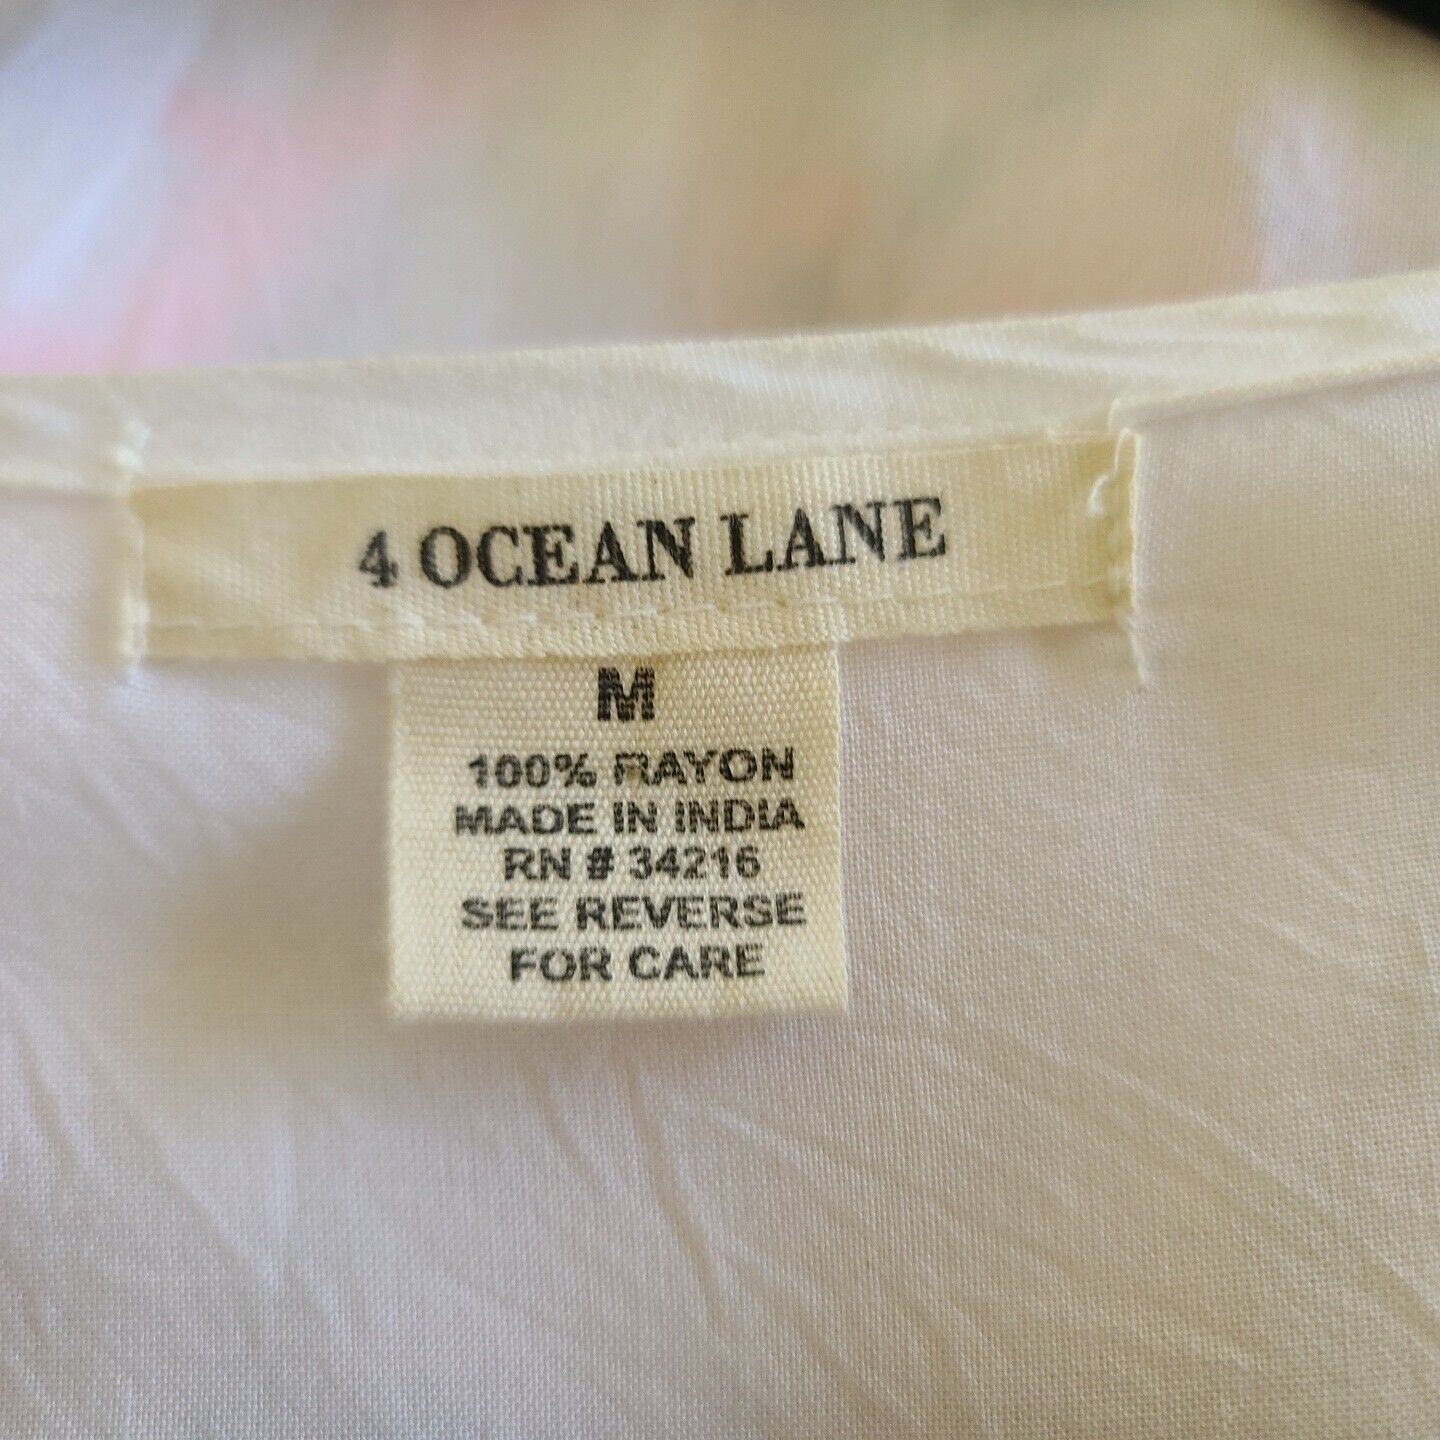 4 OCEAN LANE
M
100% RAYON
MADE IN INDIA
RN # 34216
SEE REVERSE
FOR CARE